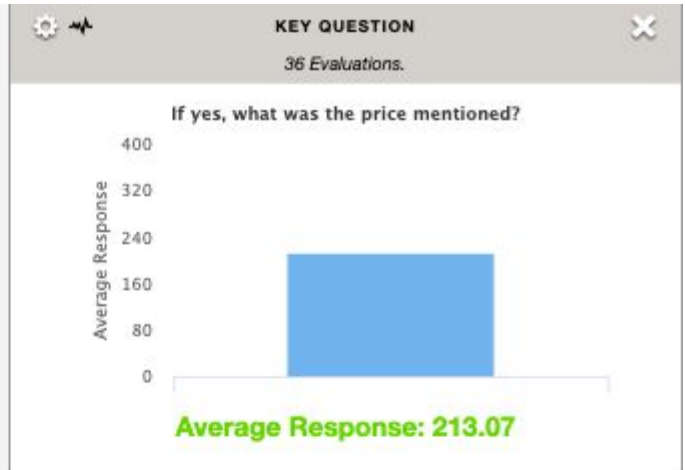 KEY QUESTION
36 Evaluations.
If yes, what was the price mentioned?
400
320
240
160
80
0
Average Response
Average Response: 213.07